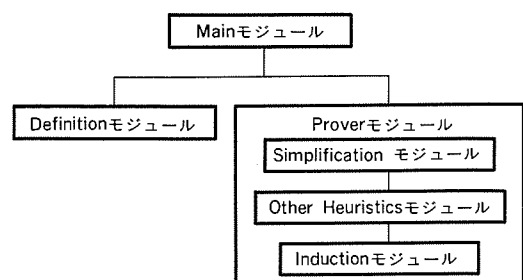 Mainモジュール
Definitionモジュール
Proverモジュール
Simplification モジュール
Other Heuristicsモジュール
Inductionモジュール